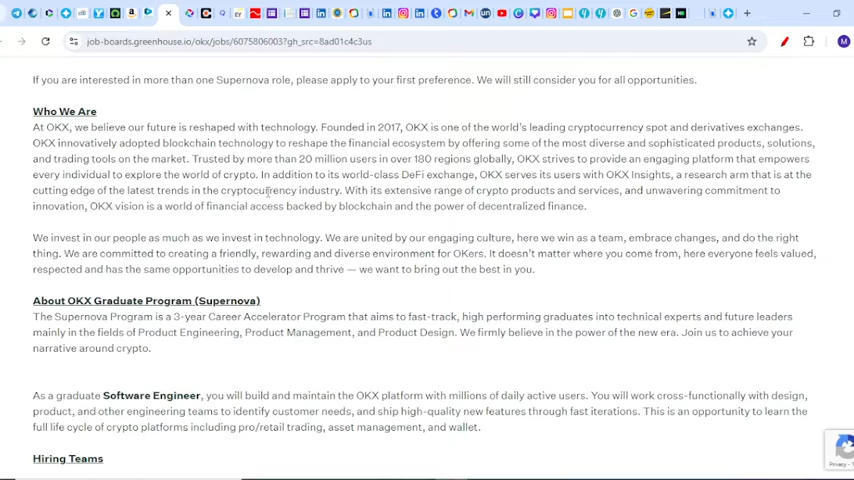 job-boards.greenhouse.io/okx/jobs/6075806003?gh_src=8ad01c4c3us
If you are interested in more than one Supernova role, please apply to your first preference. We will still consider you for all opportunities.
Who We Are
At OKX, we believe our future is reshaped with technology. Founded in 2017, OKX is one of the world's leading cryptocurrency spot and derivatives exchanges.
OKX innovatively adopted blockchain technology to reshape the financial ecosystem by offering some of the most diverse and sophisticated products, solutions,
and trading tools on the market. Trusted by more than 20 million users in over 180 regions globally, OKX strives to provide an engaging platform that empowers
every individual to explore the world of crypto. In addition to its world-class DeFi exchange, OKX serves its users with OKX Insights, a research arm that is at the
cutting edge of the latest trends in the cryptocurrency industry. With its extensive range of crypto products and services, and unwavering commitment to
innovation, OKX vision is a world of financial access backed by blockchain and the power of decentralized finance.
We invest in our people as much as we invest in technology. We are united by our engaging culture, here we win as a team, embrace changes, and do the right
thing. We are committed to creating a friendly, rewarding and diverse environment for OKers. It doesn't matter where you come from, here everyone feels valued,
respected and has the same opportunities to develop and thrive — we want to bring out the best in you.
About OKX Graduate Program (Supernova)
The Supernova Program is a 3-year Career Accelerator Program that aims to fast-track, high performing graduates into technical experts and future leaders
mainly in the fields of Product Engineering, Product Management, and Product Design. We firmly believe in the power of the new era. Join us to achieve your
narrative around crypto.
As a graduate Software Engineer, you will build and maintain the OKX platform with millions of daily active users. You will work cross-functionally with design,
product, and other engineering teams to identify customer needs, and ship high-quality new features through fast iterations. This is an opportunity to learn the
full life cycle of crypto platforms including pro/retail trading, asset management, and wallet.
Hiring Teams
Privacy - T
M